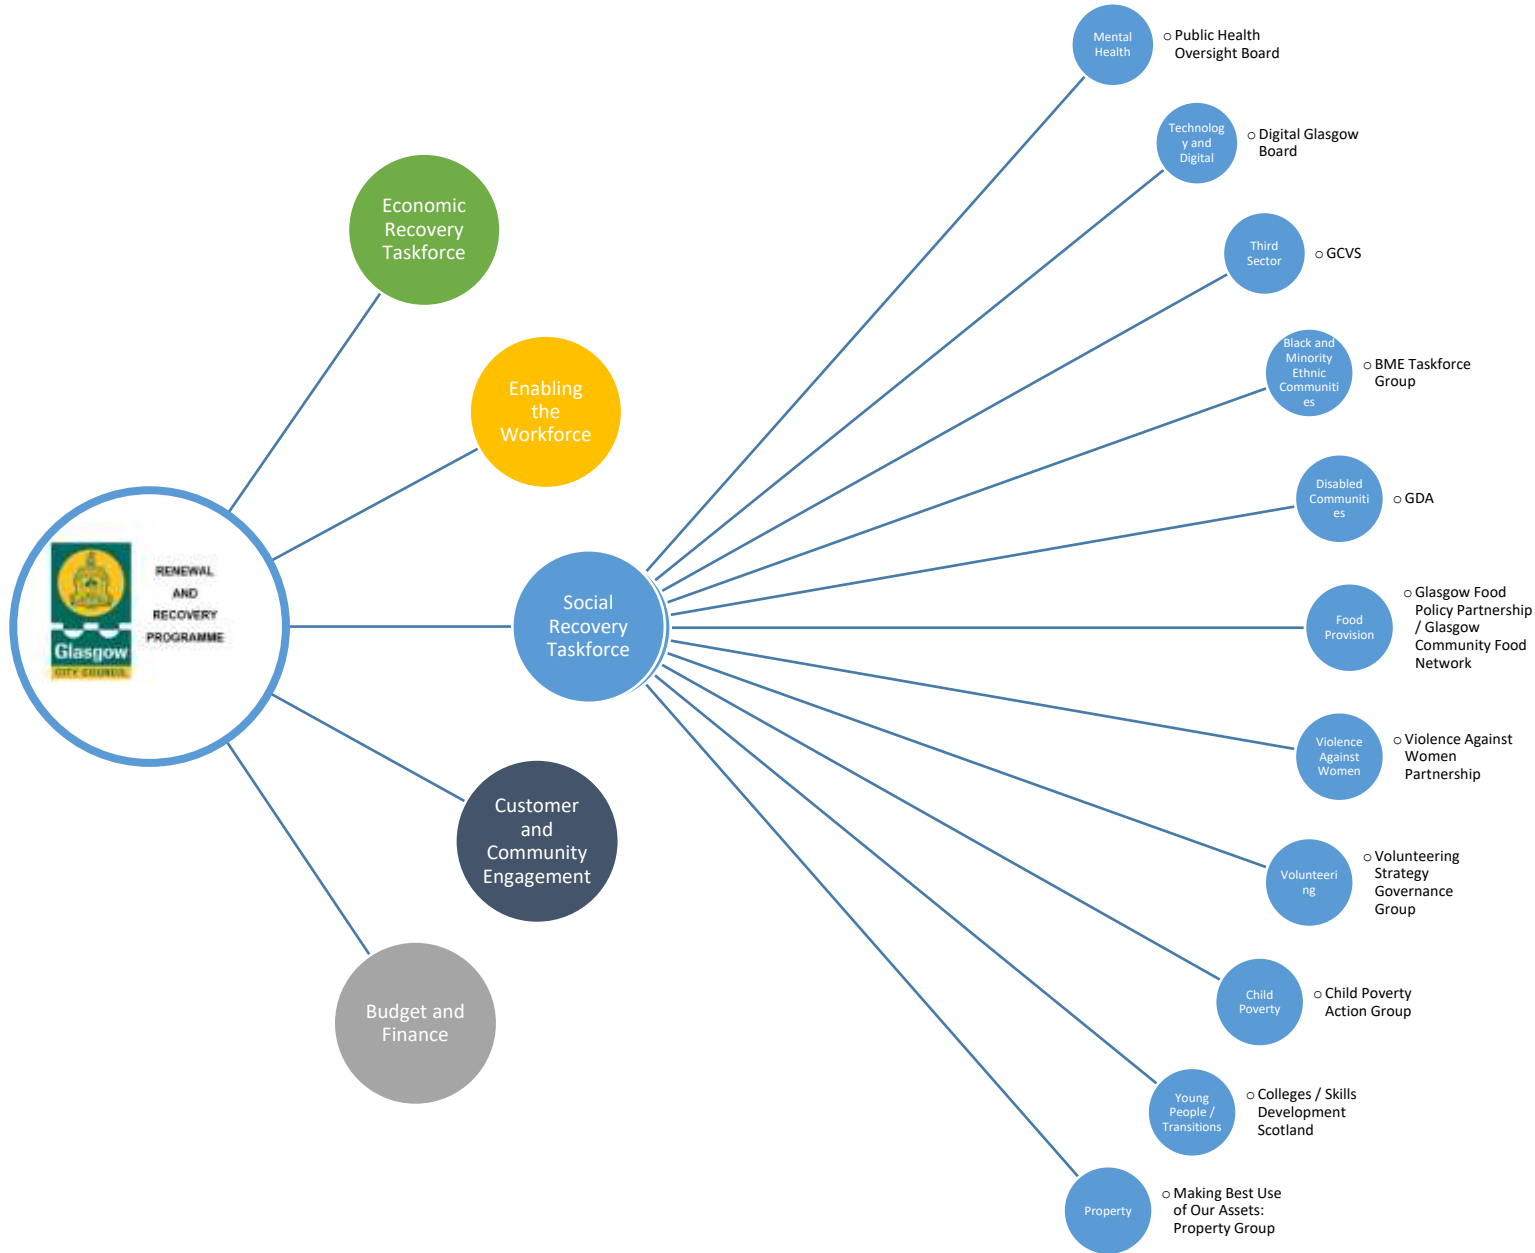 RENEWAL
AND
RECOVERY
PROGRAMME
Glasgow
CITY COUNCIL
Economic
Recovery
Taskforce
Enabling
the
Workforce
Social
Recovery
Taskforce
Customer
and
Community
Engagement
Budget and
Finance
Mental
Health
○ Public Health
Oversight Board
Technolog
y and
Digital
○ Digital Glasgow
Board
Third
Sector
○ GCVS
Black and
Minority
Ethnic
Communiti
es
○ BME Taskforce
Group
Disabled
Communiti
es
○ GDA
Food
Provision
○ Glasgow Food
Policy Partnership
/ Glasgow
Community Food
Network
Violence
Against
Women
○ Violence Against
Women
Partnership
Volunteeri
ng
○ Volunteering
Strategy
Governance
Group
Child
Poverty
○ Child Poverty
Action Group
Young
People /
Transitions
○ Colleges / Skills
Development
Scotland
Property
○ Making Best Use
of Our Assets:
Property Group